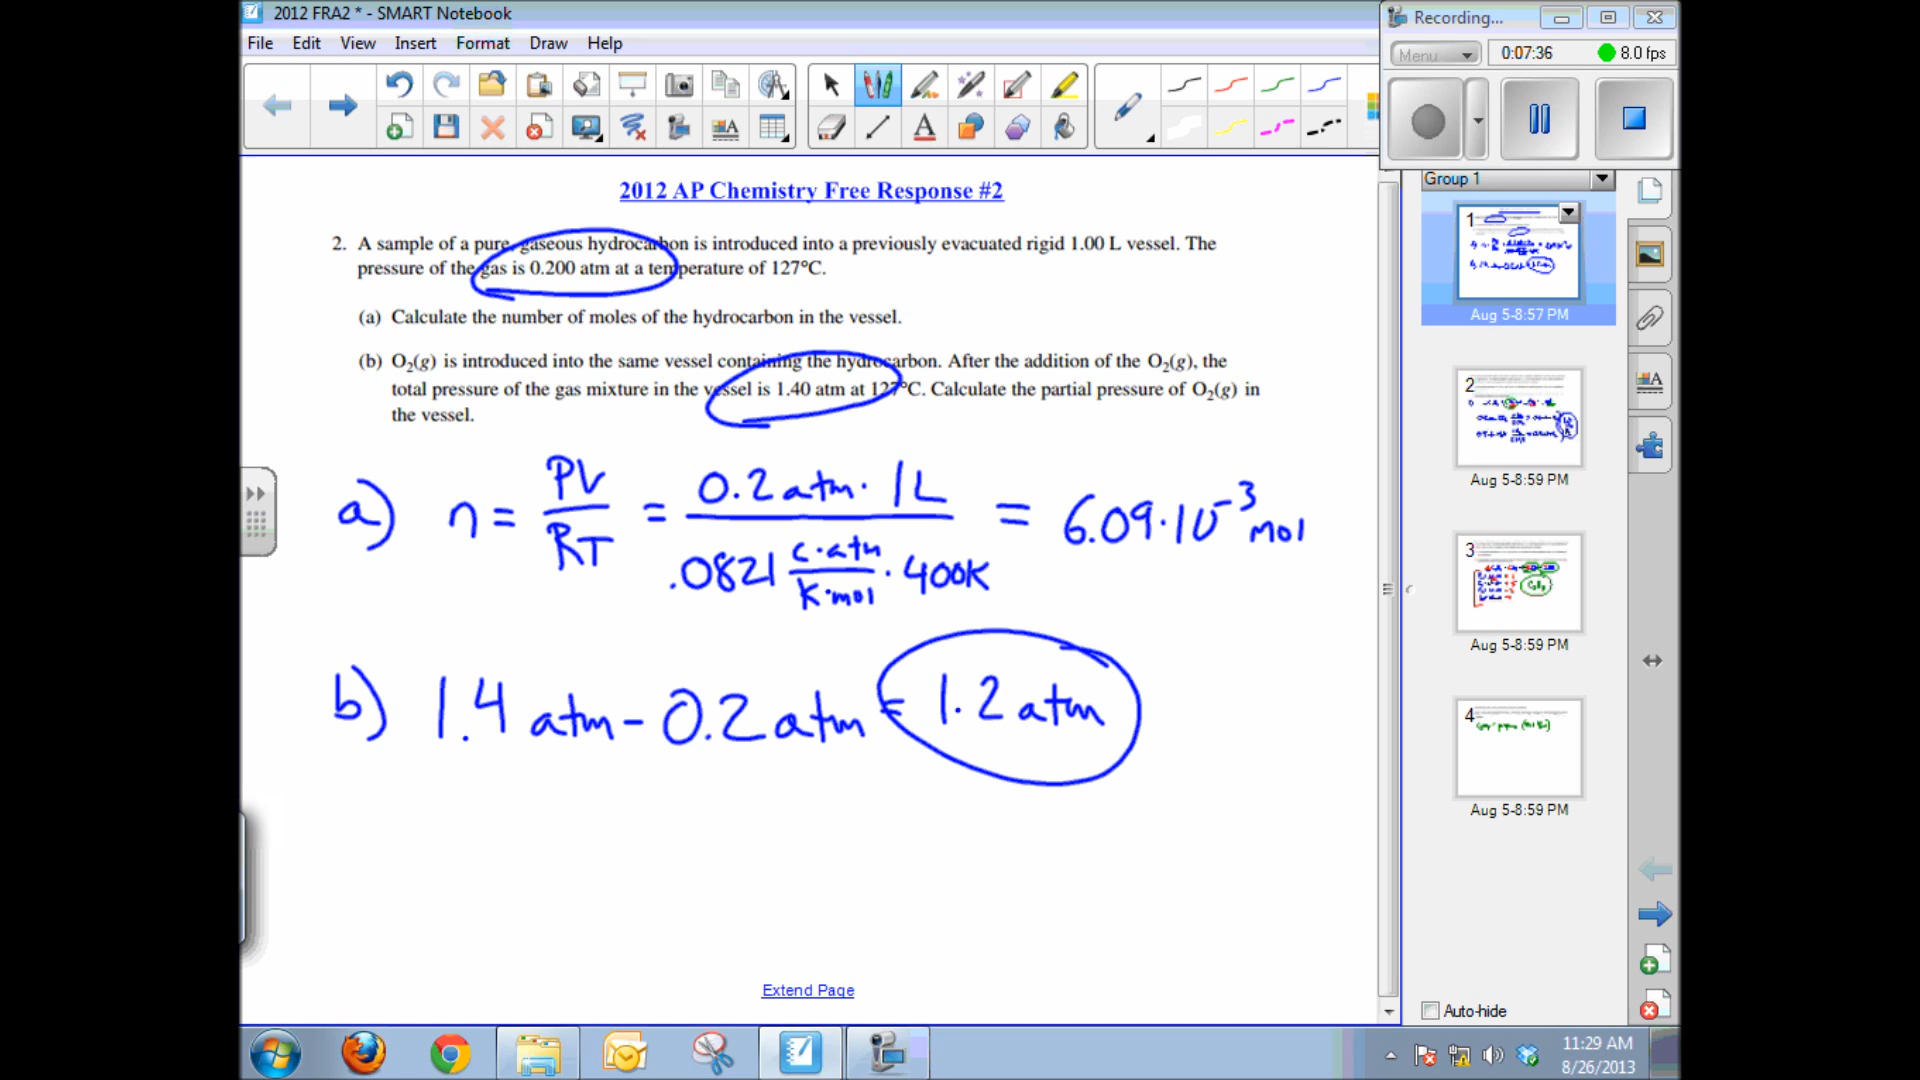 2012 FRA2 * - SMART Notebook
File Edit View Insert Format Draw Help
Recording...
Menu 0:07:36 8.0 fps
Group 1
2012 AP Chemistry Free Response #2
2. A sample of a pure, gaseous hydrocarbon is introduced into a previously evacuated rigid 1.00 L vessel. The
pressure of the gas is 0.200 atm at a temperature of 127°C.
(a) Calculate the number of moles of the hydrocarbon in the vessel.
(b) O₂(g) is introduced into the same vessel containing the hydrocarbon. After the addition of the O₂(g), the
total pressure of the gas mixture in the vessel is 1.40 atm at 127°C. Calculate the partial pressure of O₂(g) in
the vessel.
a) n = PV/RT = 0.2 atm · 1L / .0821 L·atm/K·mol · 400K = 6.09·10⁻³ mol
b) 1.4 atm - 0.2 atm = 1.2 atm
Extend Page
1
Aug 5-8:57 PM
2
Aug 5-8:59 PM
3
Aug 5-8:59 PM
4
Aug 5-8:59 PM
Auto-hide
11:29 AM
8/26/2013